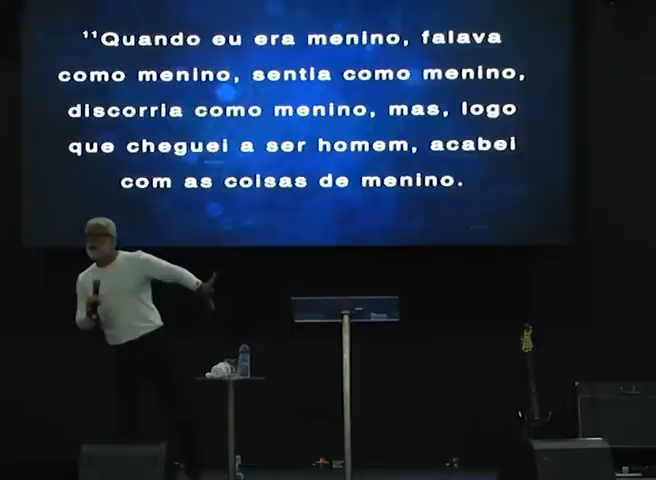 ¹¹Quando eu era menino, falava
como menino, sentia como menino,
discorria como menino, mas, logo
que cheguei a ser homem, acabei
com as coisas de menino.